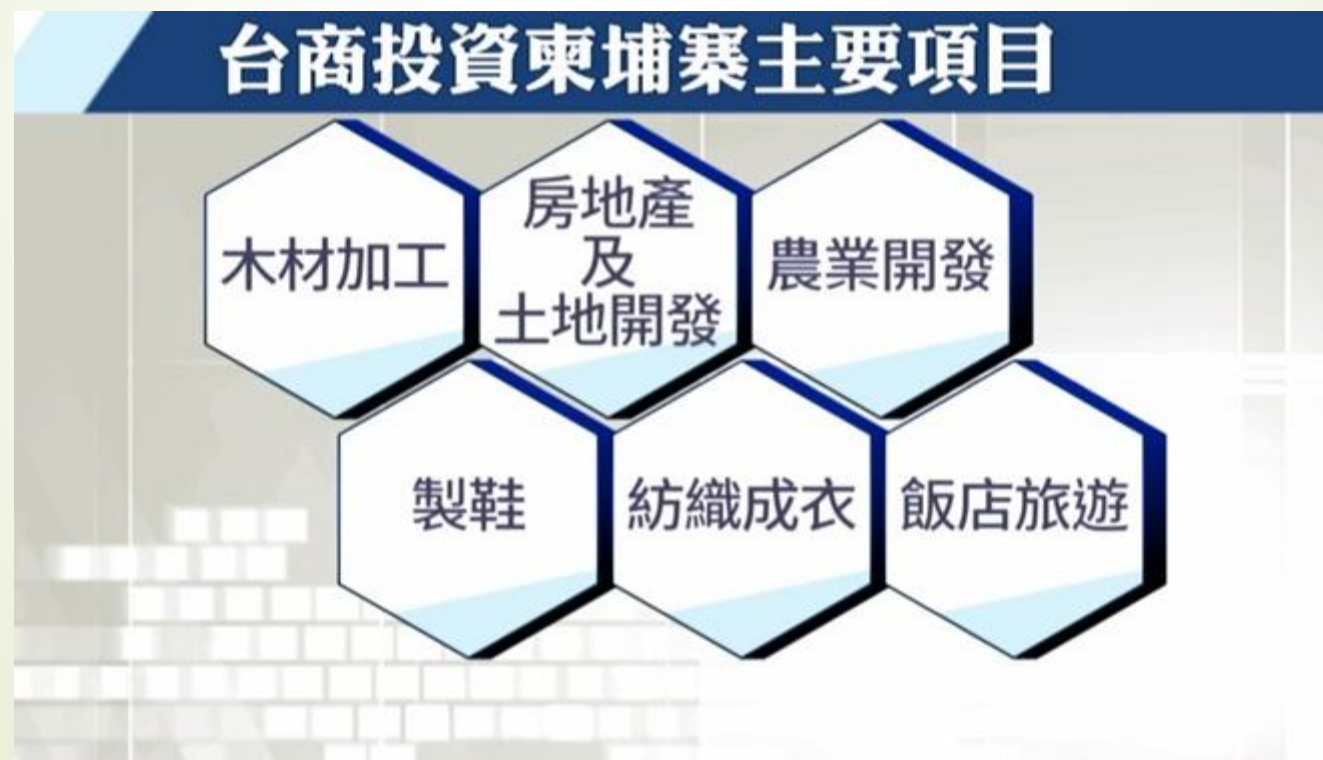 台商投資柬埔寨主要項目
木材加工
房地產
及
土地開發
農業開發
製鞋
紡織成衣
飯店旅遊